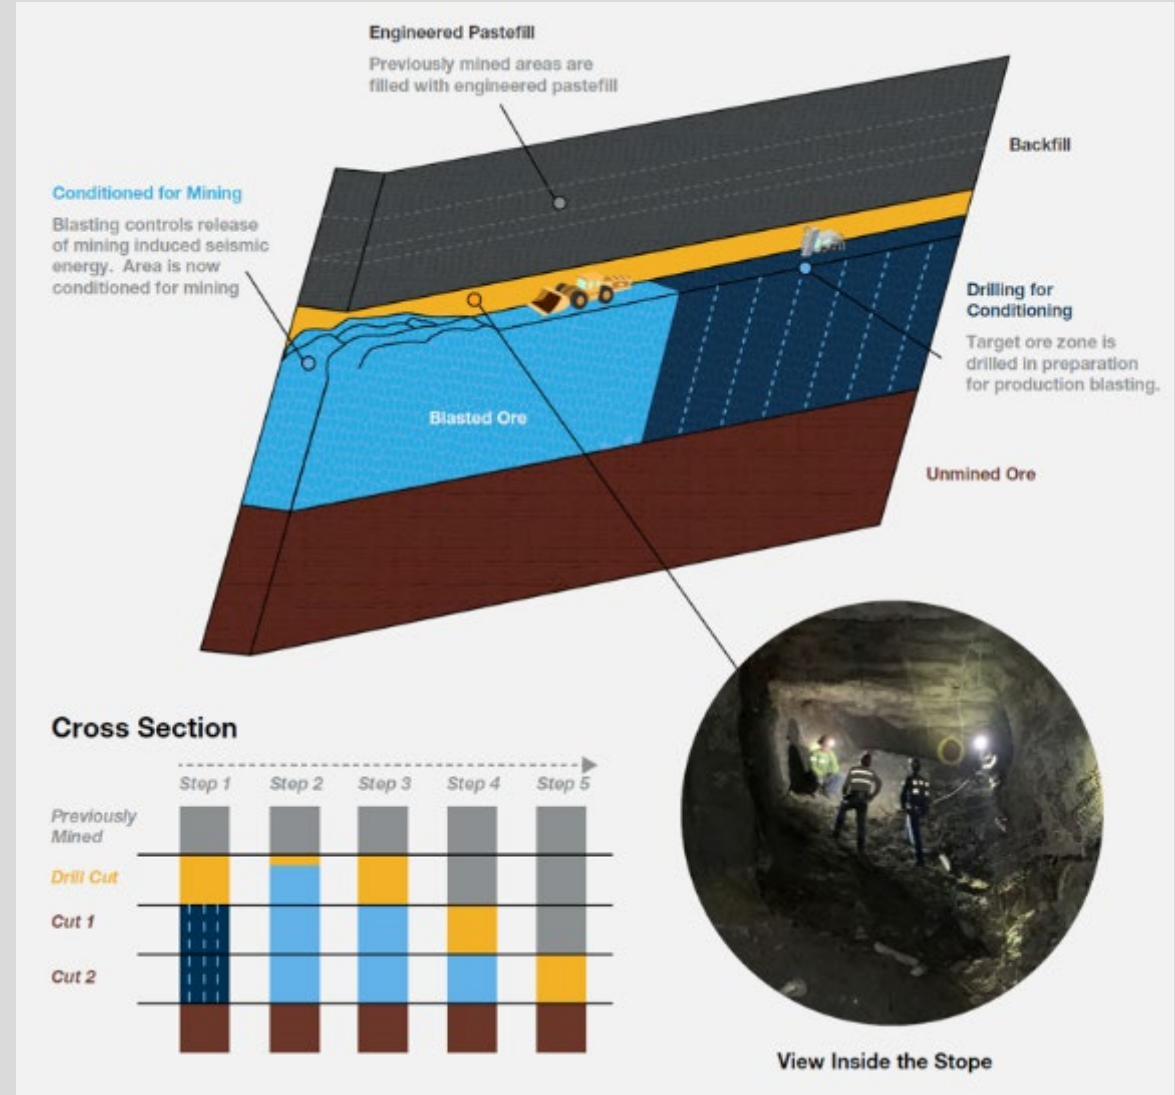 Engineered Pastefill
Previously mined areas are
filled with engineered pastefill
Backfill
Conditioned for Mining
Blasting controls release
of mining induced seismic
energy. Area is now
conditioned for mining
Drilling for
Conditioning
Target ore zone is
drilled in preparation
for production blasting.
Blasted Ore
Unmined Ore
Cross Section
Step 1 Step 2 Step 3 Step 4 Step 5
Previously
Mined
Drill Cut
Cut 1
Cut 2
View Inside the Stope